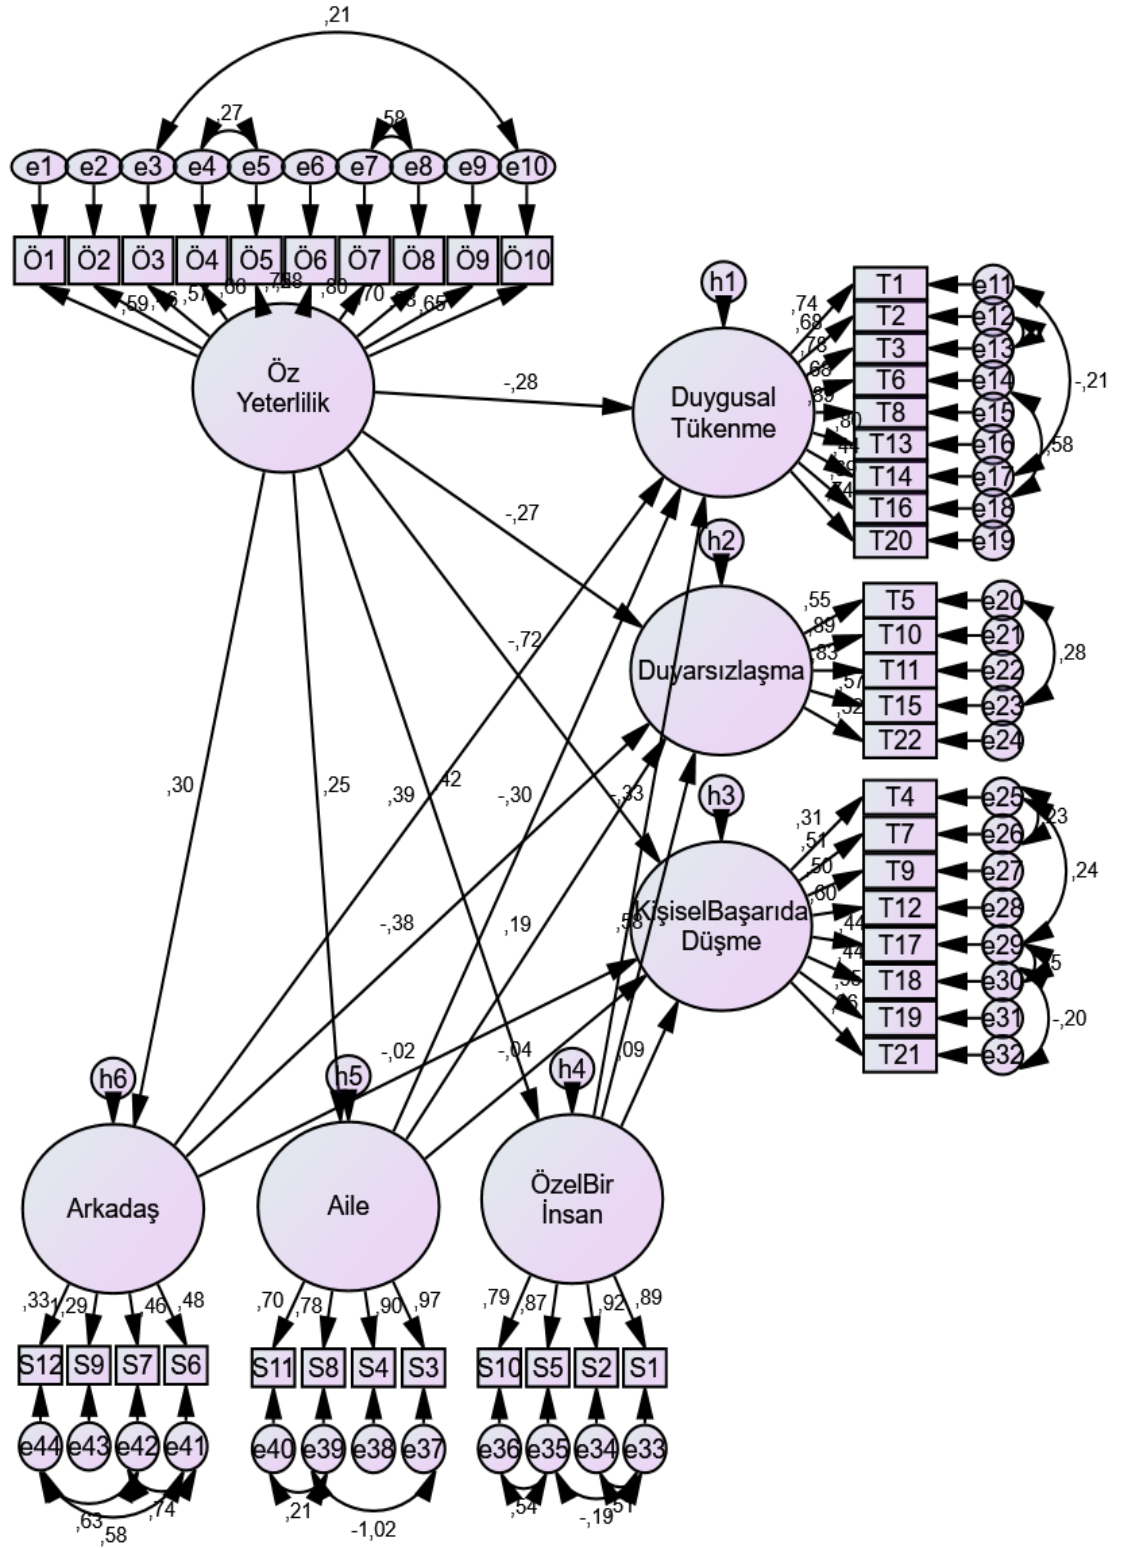 ,21
,27
,58
e1 e2 e3 e4 e5 e6 e7 e8 e9 e10
Ö1 Ö2 Ö3 Ö4 Ö5 Ö6 Ö7 Ö8 Ö9 Ö10
,59
,57
,80
,70
,65
Öz
Yeterlilik
h1
Duygusal
Tükenme
,74
,68
,78
,68
,89
,80
,44
,74
T1 e11
T2 e12
T3 e13
T6 e14
T8 e15
T13 e16
T14 e17
T16 e18
T20 e19
-,21
,58
-,28
-,27
-,72
h2
Duyarsızlaşma
,55
,89
,83
,57
,52
T5 e20
T10 e21
T11 e22
T15 e23
T22 e24
,28
,30
,25
,39
,42
-,30
-,33
-,38
,19
,58
-,02
-,04
,09
h3
KişiselBaşarıda
Düşme
,31
,51
,50
,60
,44
,44
T4 e25
T7 e26
T9 e27
T12 e28
T17 e29
T18 e30
T19 e31
T21 e32
,23
,24
-,20
h6 h5 h4
Arkadaş
Aile
ÖzelBir
İnsan
,33 1,29 ,46 ,48
,70 ,78 ,90 ,97
,79 ,87 ,92 ,89
S12 S9 S7 S6
S11 S8 S4 S3
S10 S5 S2 S1
e44 e43 e42 e41
e40 e39 e38 e37
e36 e35 e34 e33
,63
,58
,74
,21
-1,02
,54
-,19
,51